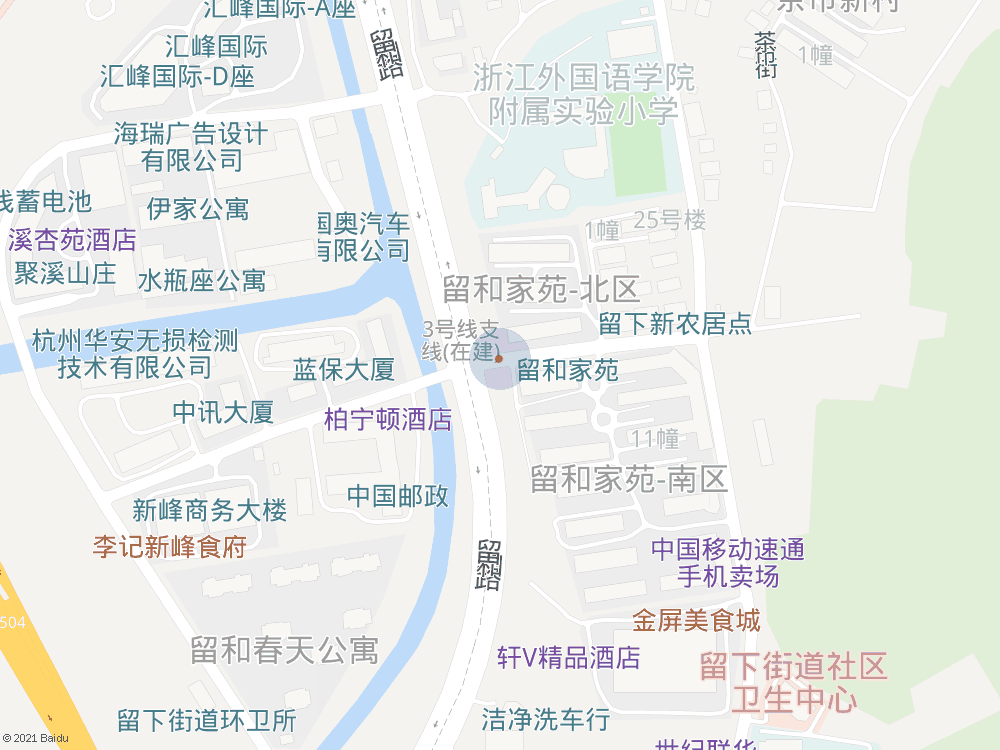 汇峰国际-A座
茶市新村
留和路
汇峰国际
茶市街
1幢
汇峰国际-D座
浙江外国语学院
附属实验小学
海瑞广告设计
有限公司
线蓄电池
伊家公寓
国奥汽车
有限公司
1幢
25号楼
溪杏苑酒店
聚溪山庄
水瓶座公寓
留和家苑-北区
3号线支
线(在建)
留下新农居点
杭州华安无损检测
技术有限公司
蓝保大厦
留和家苑
中讯大厦
柏宁顿酒店
11幢
留和家苑-南区
中国邮政
新峰商务大楼
李记新峰食府
留和路
中国移动速通
手机卖场
504
金屏美食城
留和春天公寓
轩V精品酒店
留下街道社区
卫生中心
留下街道环卫所
洁净洗车行
世纪联华
© 2021 Baidu